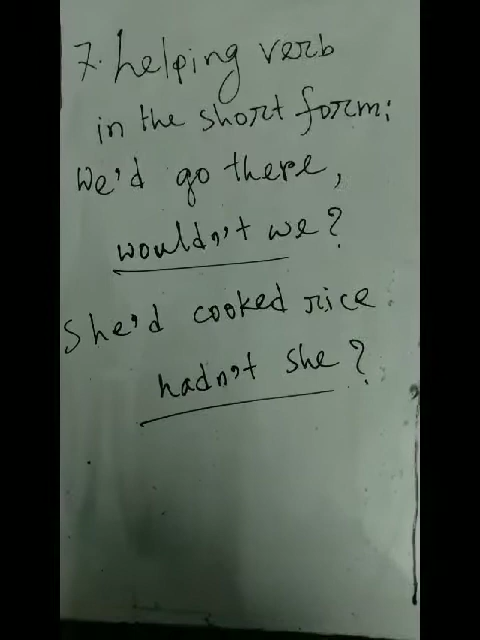 7. helping verb
in the short form:
We'd go there,
wouldn't we?
She'd cooked rice
hadn't she?